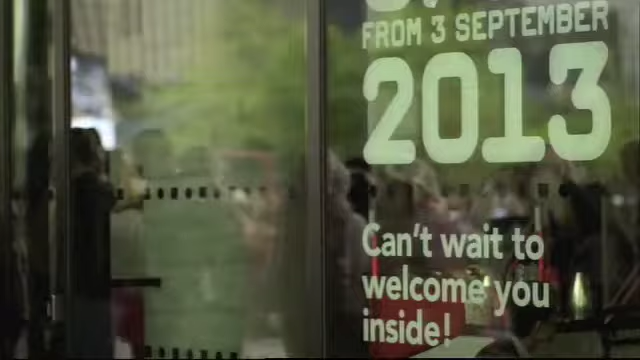 FROM 3 SEPTEMBER
2013
Can't wait to
welcome you
inside!